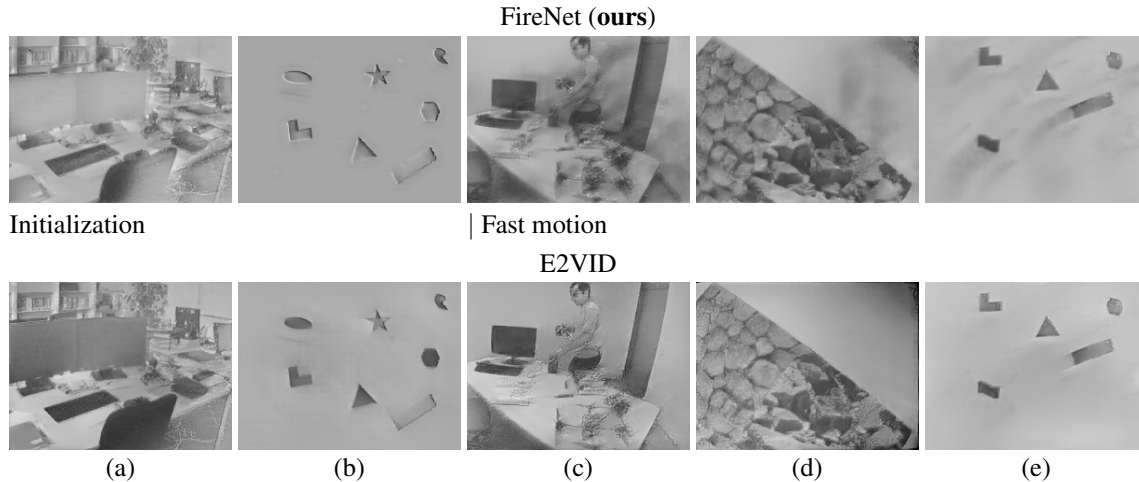 FireNet (ours)
Initialization | Fast motion
E2VID
(a) (b) (c) (d) (e)